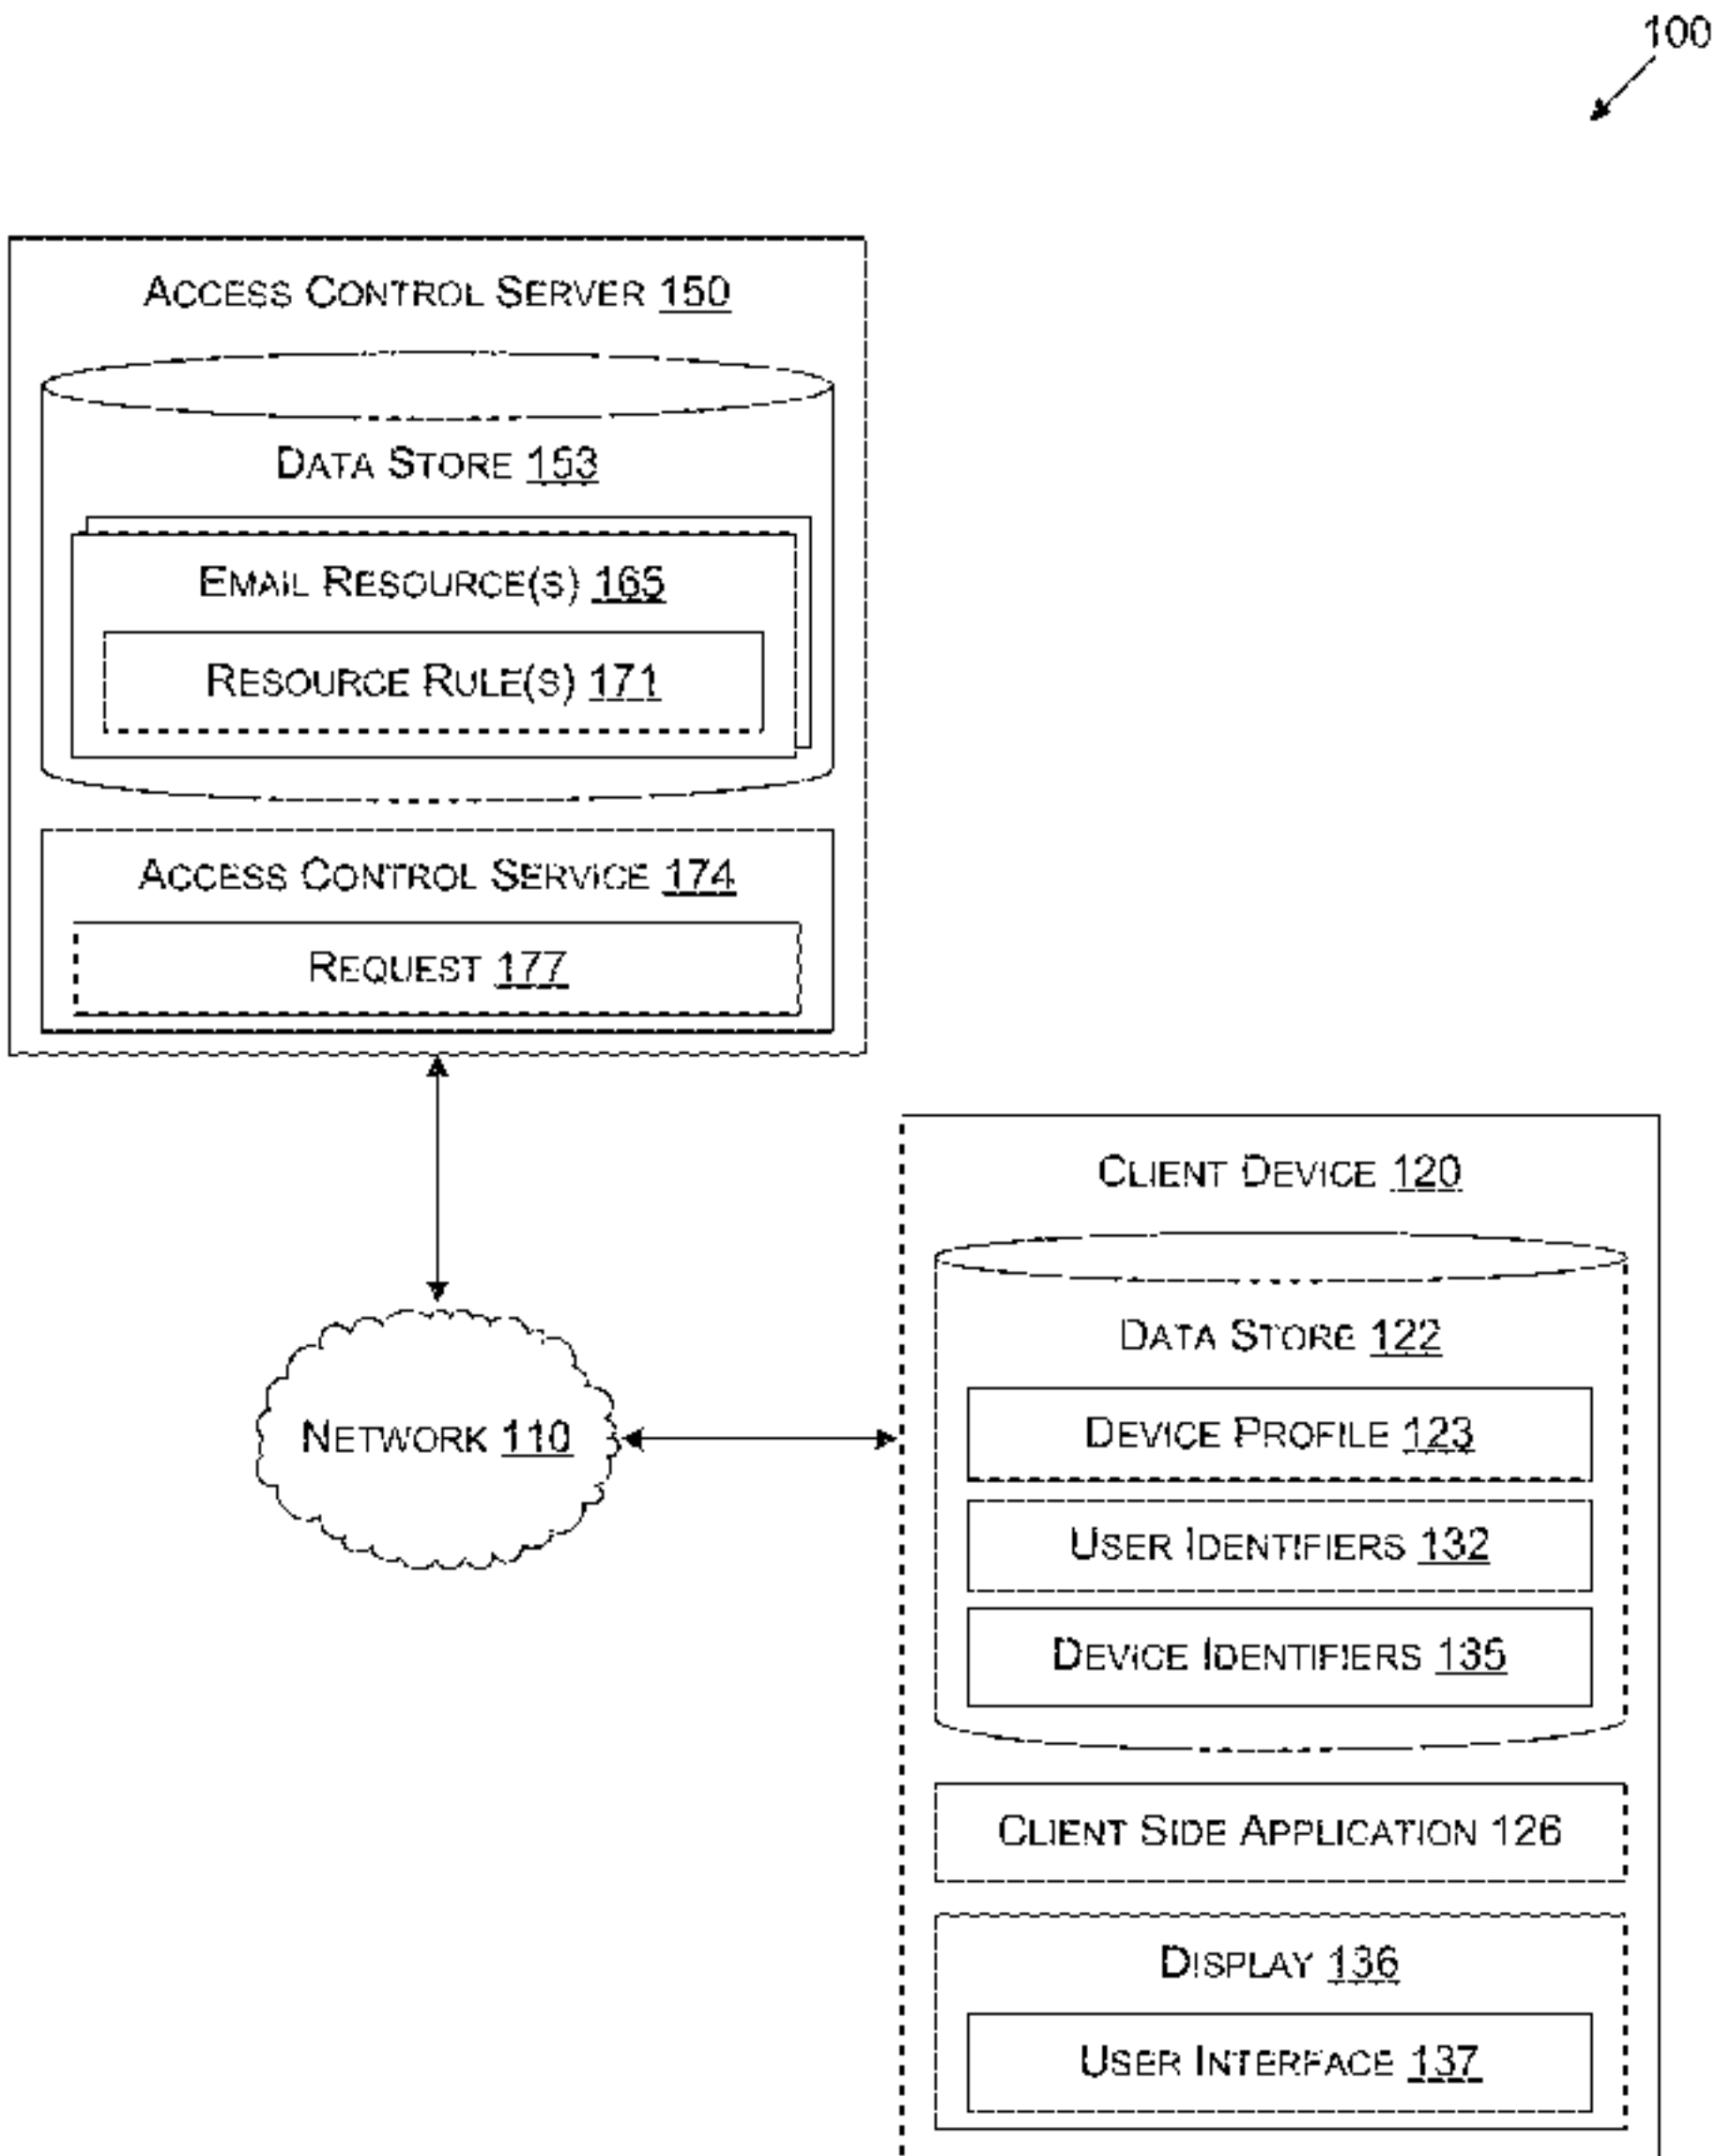 100
ACCESS CONTROL SERVER 150
DATA STORE 153
EMAIL RESOURCE(S) 165
RESOURCE RULE(S) 171
ACCESS CONTROL SERVICE 174
REQUEST 177
CLIENT DEVICE 120
DATA STORE 122
NETWORK 110
DEVICE PROFILE 123
USER IDENTIFIERS 132
DEVICE IDENTIFIERS 135
CLIENT SIDE APPLICATION 126
DISPLAY 136
USER INTERFACE 137